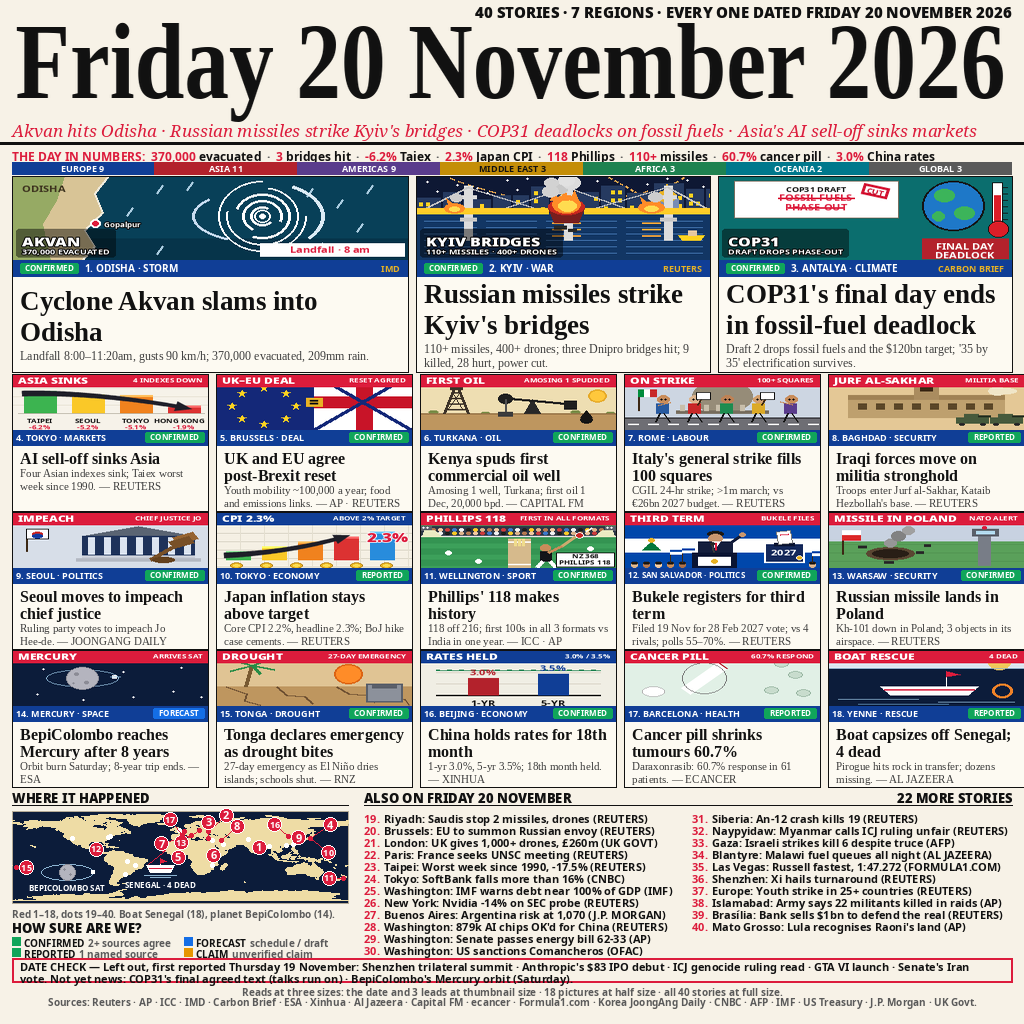 40 STORIES · 7 REGIONS · EVERY ONE DATED FRIDAY 20 NOVEMBER 2026
Friday 20 November 2026
Akvan hits Odisha · Russian missiles strike Kyiv's bridges · COP31 deadlocks on fossil fuels · Asia's AI sell-off sinks markets
THE DAY IN NUMBERS: 370,000 evacuated · 3 bridges hit · -6.2% Taiex · 2.3% Japan CPI · 118 Phillips · 110+ missiles · 60.7% cancer pill · 3.0% China rates
EUROPE 9 ASIA 11 AMERICAS 9 MIDDLE EAST 3 AFRICA 3 OCEANIA 2 GLOBAL 3
ODISHA
Gopalpur
AKVAN
370,000 EVACUATED
Landfall · 8 am
CONFIRMED 1. ODISHA · STORM IMD
Cyclone Akvan slams into
Odisha
Landfall 8:00–11:20am, gusts 90 km/h; 370,000 evacuated, 209mm rain.
KYIV BRIDGES
110+ MISSILES · 400+ DRONES
CONFIRMED 2. KYIV · WAR REUTERS
Russian missiles strike
Kyiv's bridges
110+ missiles, 400+ drones; three Dnipro bridges hit; 9
killed, 28 hurt, power cut.
COP31 DRAFT
FOSSIL FUELS
PHASE-OUT
CUT
COP31
DRAFT DROPS PHASE-OUT
FINAL DAY
DEADLOCK
CONFIRMED 3. ANTALYA · CLIMATE CARBON BRIEF
COP31's final day ends
in fossil-fuel deadlock
Draft 2 drops fossil fuels and the $120bn target; '35 by
35' electrification survives.
ASIA SINKS 4 INDEXES DOWN
TAIPEI SEOUL TOKYO HONG KONG
-6.2% -5.2% -5.1% -1.9%
4. TOKYO · MARKETS CONFIRMED
AI sell-off sinks Asia
Four Asian indexes sink; Taiex worst
week since 1990. — REUTERS
UK–EU DEAL RESET AGREED
5. BRUSSELS · DEAL CONFIRMED
UK and EU agree
post-Brexit reset
Youth mobility ~100,000 a year; food
and emissions links. — AP · REUTERS
FIRST OIL AMOSING 1 SPUDDED
6. TURKANA · OIL CONFIRMED
Kenya spuds first
commercial oil well
Amosing 1 well, Turkana; first oil 1
Dec, 20,000 bpd. — CAPITAL FM
ON STRIKE 100+ SQUARES
7. ROME · LABOUR CONFIRMED
Italy's general strike fills
100 squares
CGIL 24-hr strike; >1m march; vs
€26bn 2027 budget. — REUTERS
JURF AL-SAKHAR MILITIA BASE
8. BAGHDAD · SECURITY REPORTED
Iraqi forces move on
militia stronghold
Troops enter Jurf al-Sakhar, Kataib
Hezbollah's base. — REUTERS
IMPEACH CHIEF JUSTICE JO
9. SEOUL · POLITICS CONFIRMED
Seoul moves to impeach
chief justice
Ruling party votes to impeach Jo
Hee-de. — JOONGANG DAILY
CPI 2.3% ABOVE 2% TARGET
2.3%
10. TOKYO · ECONOMY REPORTED
Japan inflation stays
above target
Core CPI 2.2%, headline 2.3%; BoJ hike
case cements. — REUTERS
PHILLIPS 118 FIRST IN ALL FORMATS
NZ 368
PHILLIPS 118
11. WELLINGTON · SPORT CONFIRMED
Phillips' 118 makes
history
118 off 216; first 100s in all 3 formats vs
India in one year. — ICC · AP
THIRD TERM BUKELE FILES
2027
12. SAN SALVADOR · POLITICS CONFIRMED
Bukele registers for third
term
Filed 19 Nov for 28 Feb 2027 vote; vs 4
rivals; polls 55–70%. — REUTERS
MISSILE IN POLAND NATO ALERT
13. WARSAW · SECURITY CONFIRMED
Russian missile lands in
Poland
Kh-101 down in Poland; 3 objects in its
airspace. — REUTERS
MERCURY ARRIVES SAT
14. MERCURY · SPACE FORECAST
BepiColombo reaches
Mercury after 8 years
Orbit burn Saturday; 8-year trip ends. —
ESA
DROUGHT 27-DAY EMERGENCY
15. TONGA · DROUGHT CONFIRMED
Tonga declares emergency
as drought bites
27-day emergency as El Niño dries
islands; schools shut. — RNZ
RATES HELD 3.0% / 3.5%
3.0% 3.5%
1-YR 5-YR
16. BEIJING · ECONOMY CONFIRMED
China holds rates for 18th
month
1-yr 3.0%, 5-yr 3.5%; 18th month held.
— XINHUA
CANCER PILL 60.7% RESPOND
17. BARCELONA · HEALTH REPORTED
Cancer pill shrinks
tumours 60.7%
Daraxonrasib: 60.7% response in 61
patients. — ECANCER
BOAT RESCUE 4 DEAD
18. YENNE · RESCUE REPORTED
Boat capsizes off Senegal;
4 dead
Pirogue hits rock in transfer; dozens
missing. — AL JAZEERA
WHERE IT HAPPENED
17 3 2 8 16 4 9 10 1 12 13 7 5 6 15 11
BEPICOLOMBO SAT SENEGAL · 4 DEAD
Red 1–18, dots 19–40. Boat Senegal (18), planet BepiColombo (14).
HOW SURE ARE WE?
CONFIRMED 2+ sources agree FORECAST schedule / draft
REPORTED 1 named source CLAIM unverified claim
ALSO ON FRIDAY 20 NOVEMBER 22 MORE STORIES
19. Riyadh: Saudis stop 2 missiles, drones (REUTERS)
20. Brussels: EU to summon Russian envoy (REUTERS)
21. London: UK gives 1,000+ drones, £260m (UK GOVT)
22. Paris: France seeks UNSC meeting (REUTERS)
23. Taipei: Worst week since 1990, -17.5% (REUTERS)
24. Tokyo: SoftBank falls more than 16% (CNBC)
25. Washington: IMF warns debt near 100% of GDP (IMF)
26. New York: Nvidia -14% on SEC probe (REUTERS)
27. Buenos Aires: Argentina risk at 1,070 (J.P. MORGAN)
28. Washington: 879K AI chips OK'd for China (REUTERS)
29. Washington: Senate passes energy bill 62-33 (AP)
30. Washington: US sanctions Comancheros (OFAC)
31. Siberia: An-12 crash kills 19 (REUTERS)
32. Naypyidaw: Myanmar calls ICJ ruling unfair (REUTERS)
33. Gaza: Israeli strikes kill 6 despite truce (AFP)
34. Blantyre: Malawi fuel queues all night (AL JAZEERA)
35. Las Vegas: Russell fastest, 1:47.272 (FORMULA1.COM)
36. Shenzhen: Xi hails turnaround (REUTERS)
37. Europe: Youth strike in 25+ countries (REUTERS)
38. Islamabad: Army says 22 militants killed in raids (AP)
39. Brasília: Bank sells $1bn to defend the real (REUTERS)
40. Mato Grosso: Lula recognises Raoni's land (AP)
DATE CHECK — Left out, first reported Thursday 19 November: Shenzhen trilateral summit · Anthropic's $83 IPO debut · ICJ genocide ruling read · GTA VI launch · Senate's Iran
vote. Not yet news: COP31's final agreed text (talks run on) · BepiColombo's Mercury orbit (Saturday).
Reads at three sizes: the date and 3 leads at thumbnail size · 18 pictures at half size · all 40 stories at full size.
Sources: Reuters · AP · ICC · IMD · Carbon Brief · ESA · Xinhua · Al Jazeera · Capital FM · ecancer · Formula1.com · Korea JoongAng Daily · CNBC · AFP · IMF · US Treasury · J.P. Morgan · UK Govt.